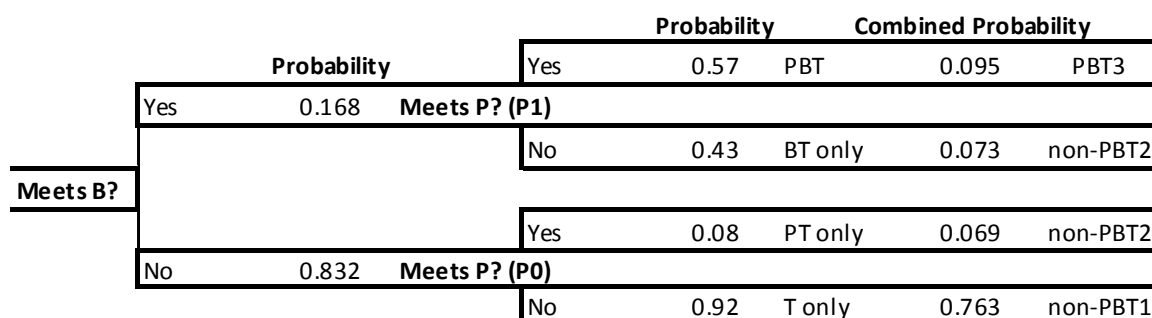 Probability Combined Probability
Probability Yes 0.57 PBT 0.095 PBT3
Yes 0.168 Meets P? (P1)
No 0.43 BT only 0.073 non-PBT2
Meets B?
Yes 0.08 PT only 0.069 non-PBT2
No 0.832 Meets P? (P0)
No 0.92 T only 0.763 non-PBT1